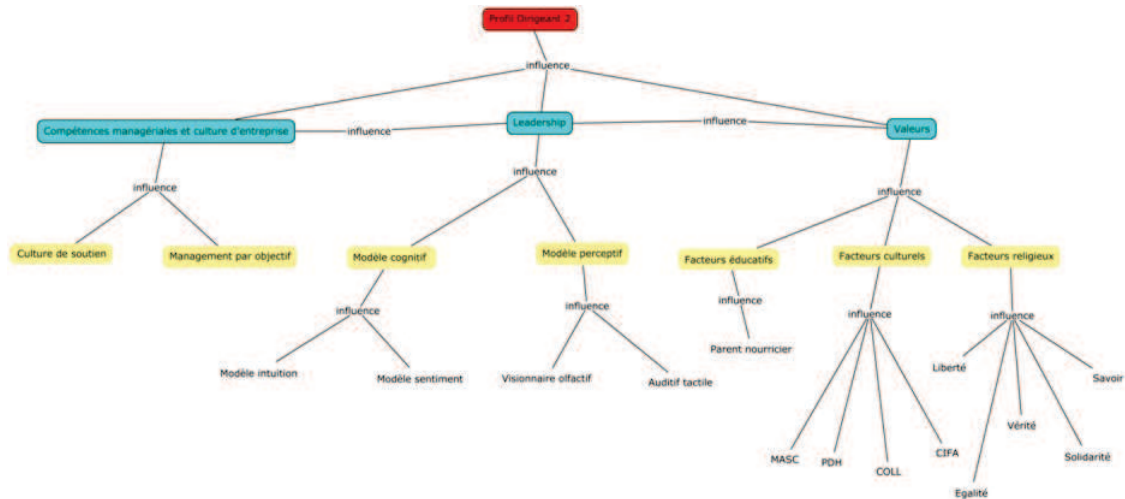 Profil Dirigeant 2
influence
Compétences managériales et culture d'entreprise
influence
Leadership
influence
Valeurs
influence
influence
influence
Culture de soutien
Management par objectif
Modèle cognitif
Modèle perceptif
Facteurs éducatifs
Facteurs culturels
Facteurs religieux
influence
influence
influence
influence
influence
Parent nourricier
Modèle intuition
Modèle sentiment
Visionnaire olfactif
Auditif tactile
Liberté
Savoir
Vérité
MASC
PDH
COLL
CIFA
Solidarité
Egalité